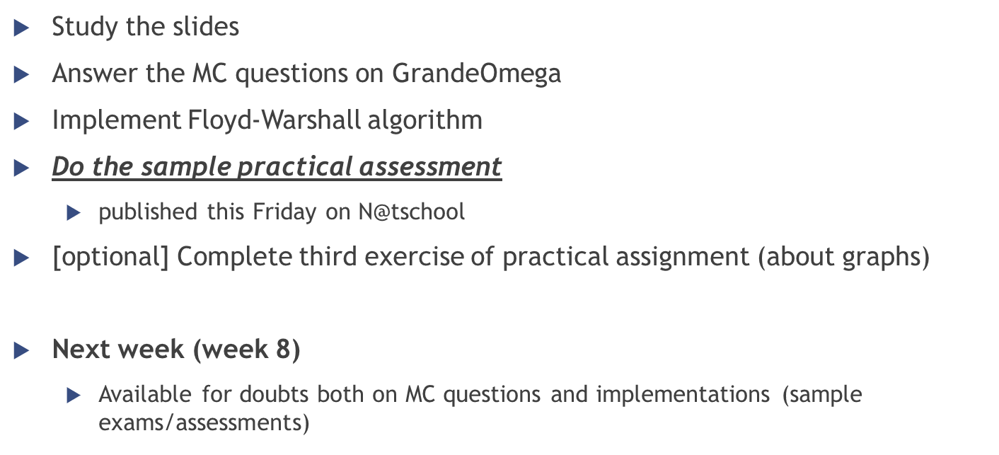 Study the slides
Answer the MC questions on GrandeOmega
Implement Floyd-Warshall algorithm
Do the sample practical assessment
published this Friday on N@tschool
[optional] Complete third exercise of practical assignment (about graphs)
Next week (week 8)
Available for doubts both on MC questions and implementations (sample
exams/assessments)